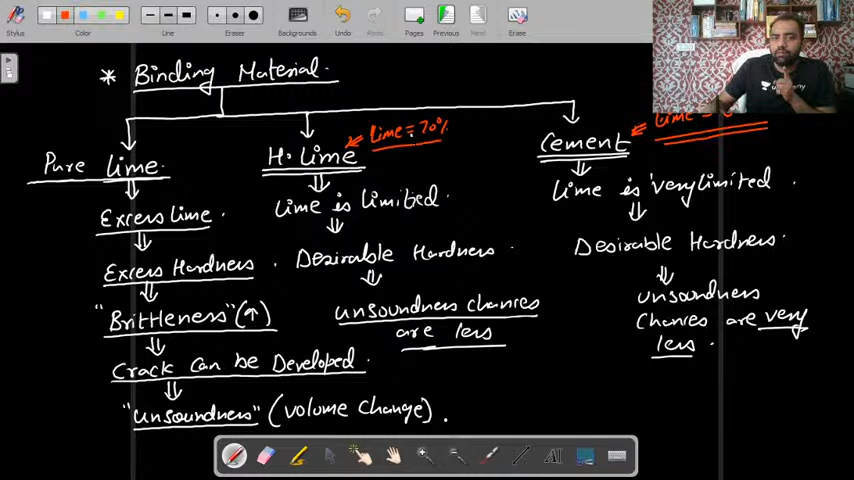 Stylus
Color
Line
Eraser
Backgrounds
Undo
Pages
Previous
Next
Erase
* Binding Material.
Pure lime.
Excess lime.
Excess Hardness.
"Brittleness" (↑)
Crack can be Developed.
"unsoundness" (volume change).
H. lime
lime = 70%
lime is limited.
Desirable Hardness.
unsoundness chances
are less
Cement
lime =
lime is very limited.
Desirable Hardness.
unsoundness
Chances are very
less.